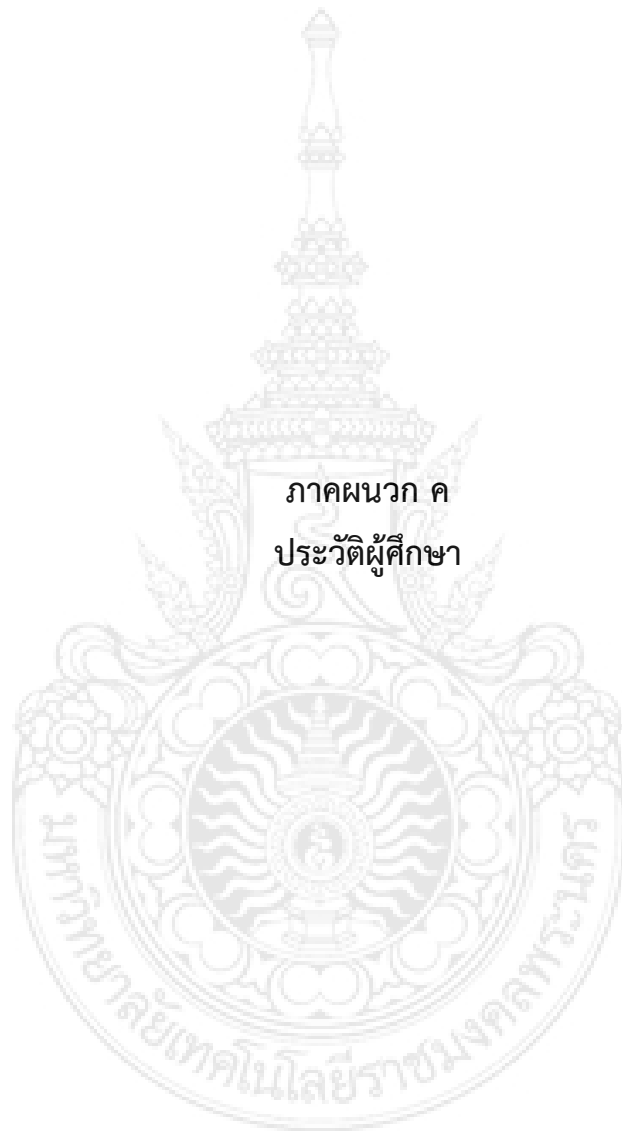 ภาคผนวก ค
ประวัติผู้ศึกษา
มหาวิทยาลัยเทคโนโลยีราชมงคลพระนคร